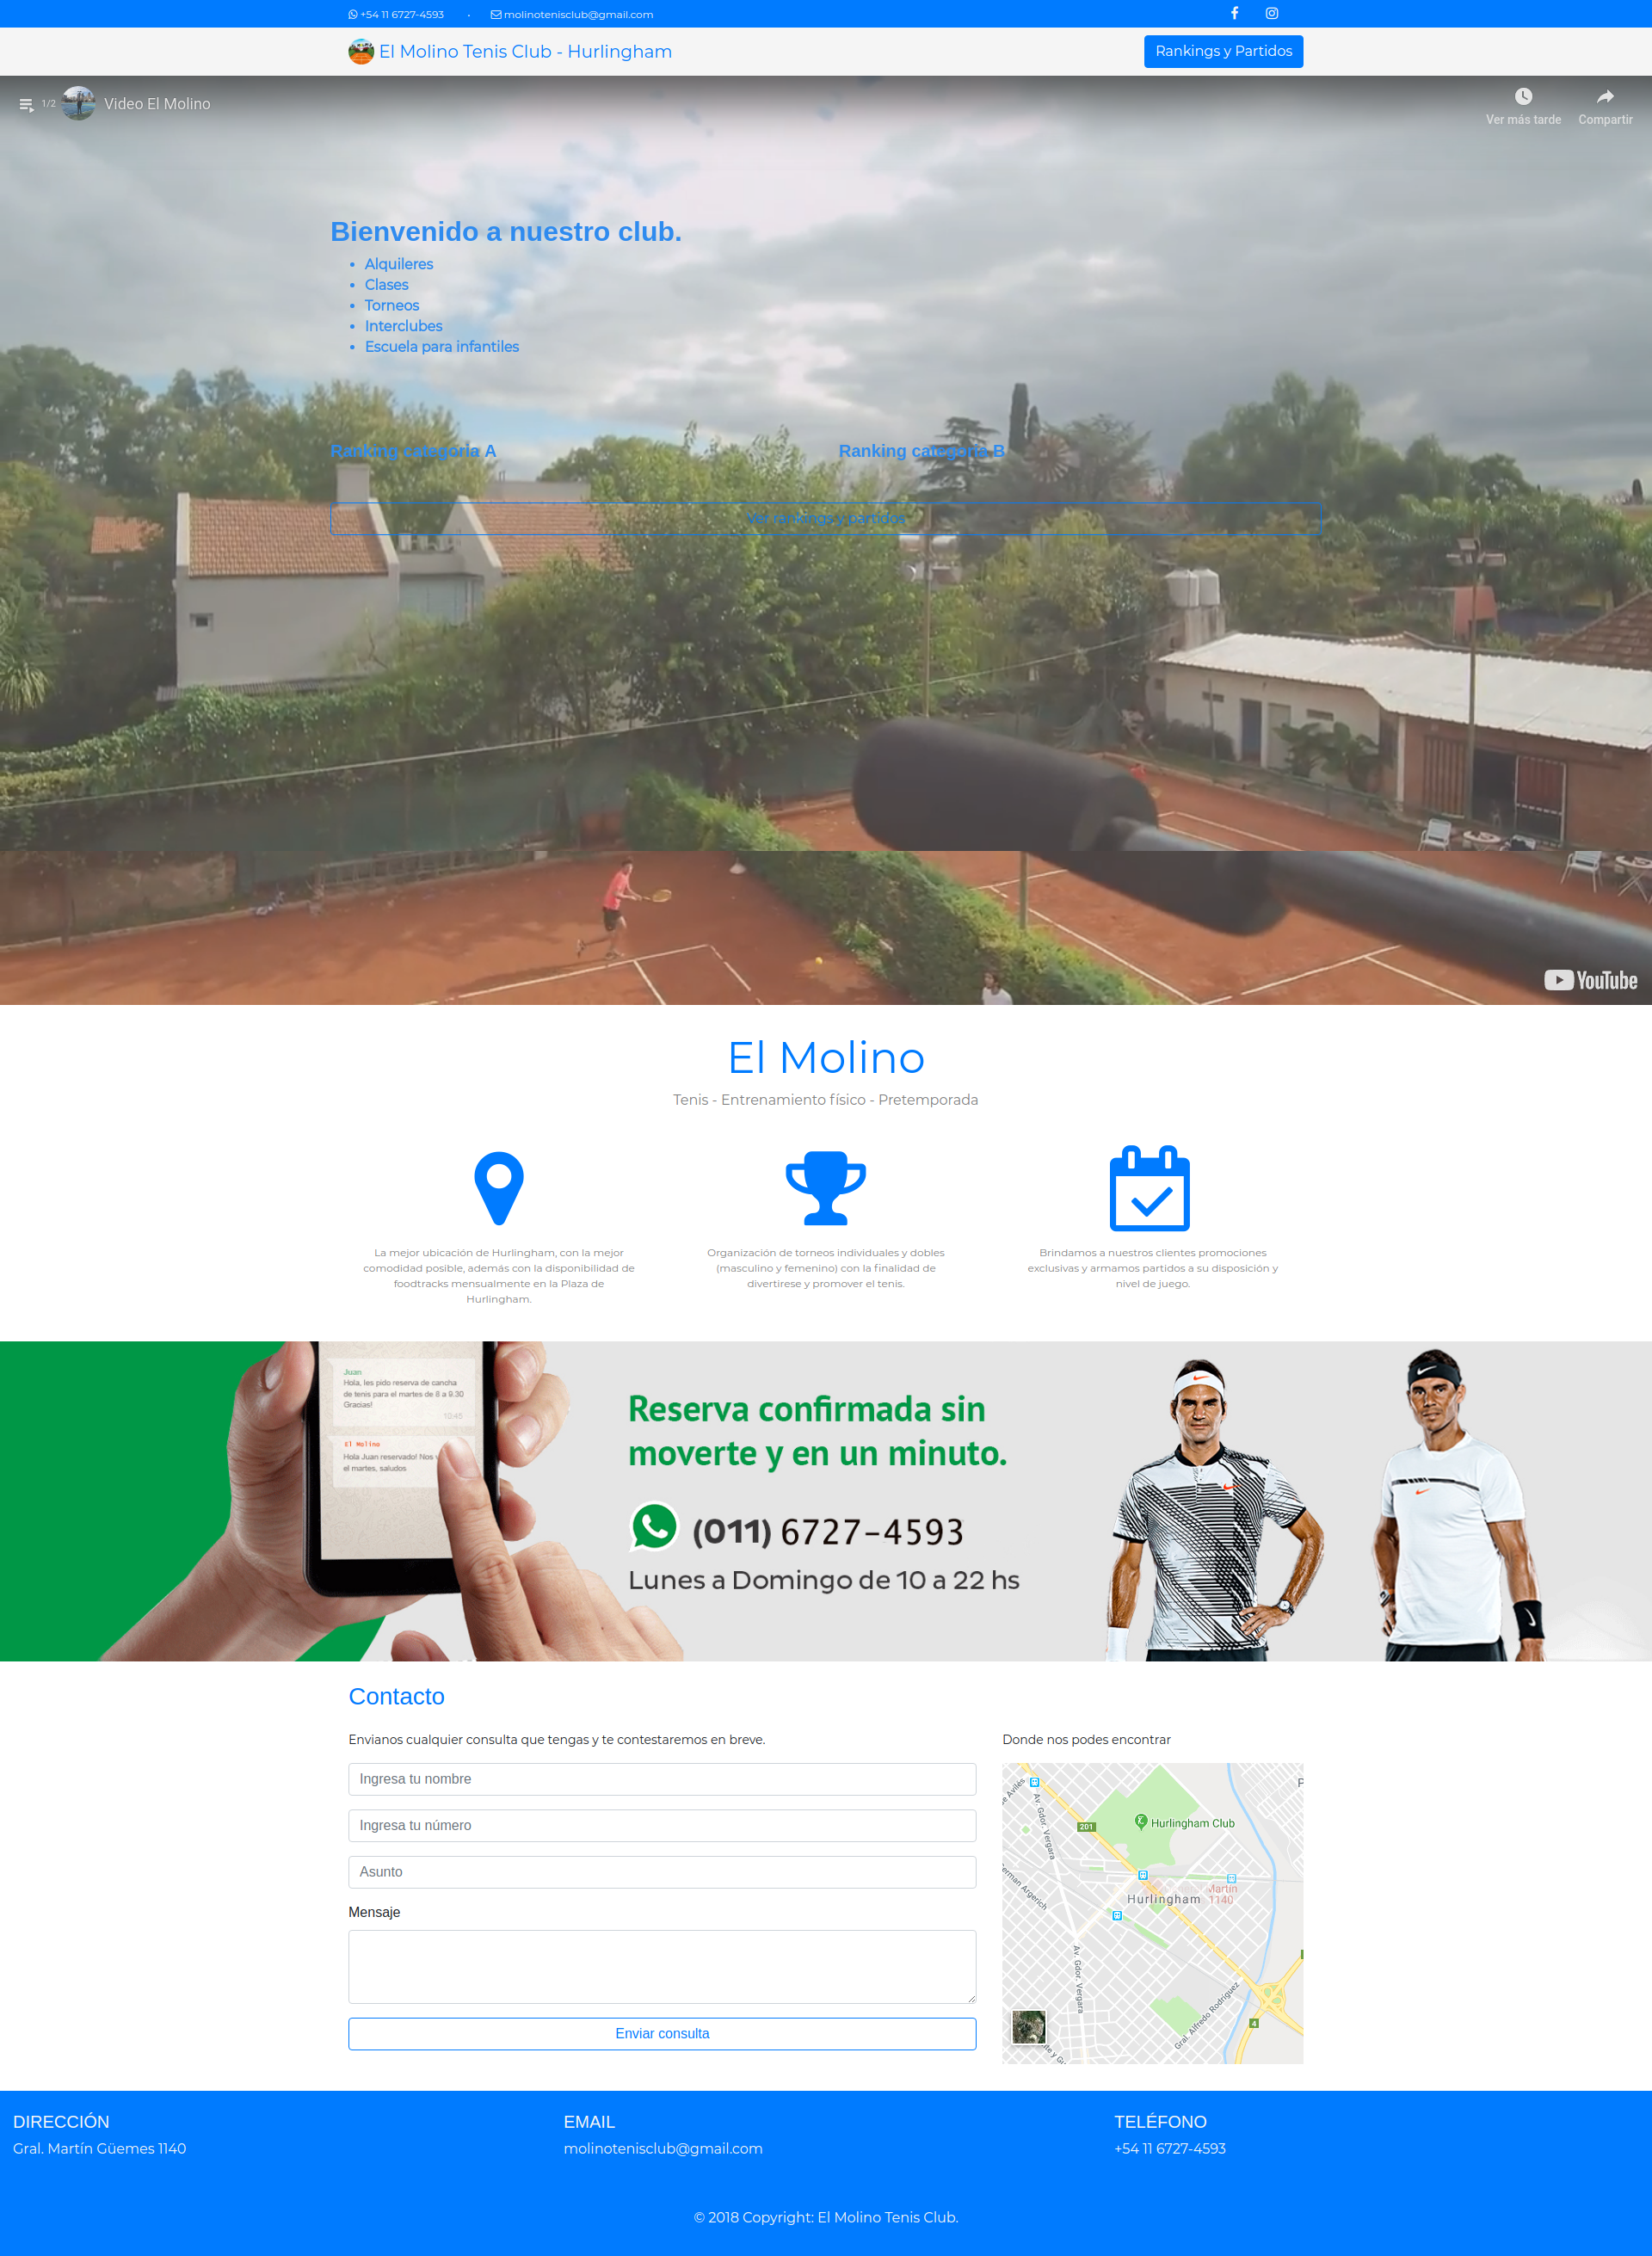 +54 11 6727-4593 • molinotenisclub@gmail.com
El Molino Tenis Club - Hurlingham
Rankings y Partidos
1/2
Video El Molino
Ver más tarde
Compartir
Bienvenido a nuestro club.
• Alquileres
• Clases
• Torneos
• Interclubes
• Escuela para infantiles
Ranking categoria A
Ranking categoria B
Ver rankings y partidos
YouTube
El Molino
Tenis - Entrenamiento físico - Pretemporada
La mejor ubicación de Hurlingham, con la mejor
comodidad posible, además con la disponibilidad de
foodtracks mensualmente en la Plaza de
Hurlingham.
Organización de torneos individuales y dobles
(masculino y femenino) con la finalidad de
divertirese y promover el tenis.
Brindamos a nuestros clientes promociones
exclusivas y armamos partidos a su disposición y
nivel de juego.
Juan
Hola, les pido reserva de cancha
de tenis para el martes de 8 a 9.30
Gracias!
12:45
El Molino
Hola Juan reservado! Nos
el martes, saludos
Reserva confirmada sin
moverte y en un minuto.
(011) 6727-4593
Lunes a Domingo de 10 a 22 hs
Contacto
Envianos cualquier consulta que tengas y te contestaremos en breve.
Ingresa tu nombre
Ingresa tu número
Asunto
Mensaje
Enviar consulta
Donde nos podes encontrar
Av. Gdor. Vergara
201
Hurlingham Club
German Argerich
Martín
1140
Hurlingham
Av. Gdor. Vergara
Gral. Alfredo Rodríguez
4
DIRECCIÓN
Gral. Martín Güemes 1140
EMAIL
molinotenisclub@gmail.com
TELÉFONO
+54 11 6727-4593
© 2018 Copyright: El Molino Tenis Club.